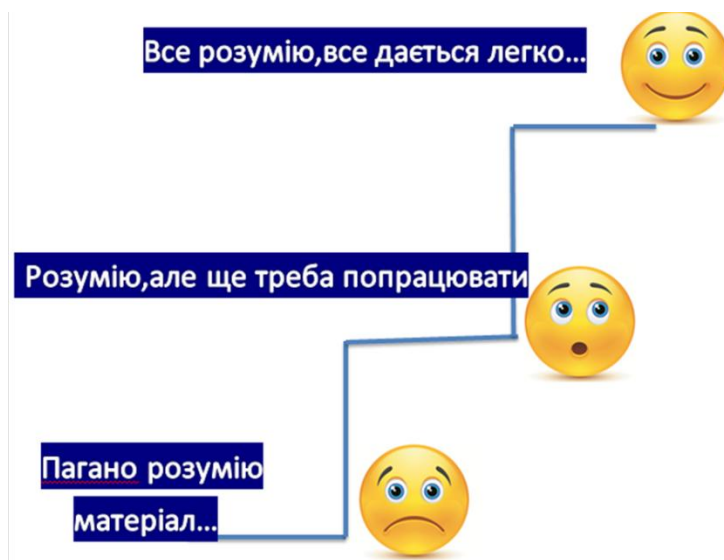 Все розумію,все дається легко...
Розумію,але ще треба попрацювати
Пагано розумію
матеріал...